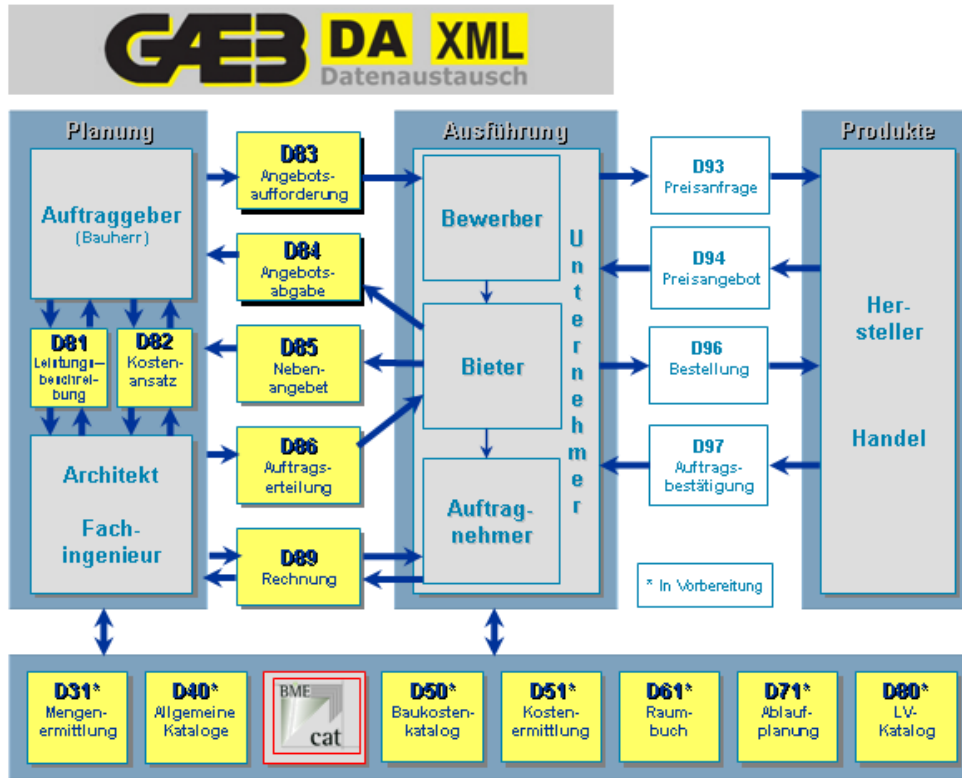 GAEB DA XML
Datenaustausch
Planung
Auftraggeber
(Bauherr)
D81
Leistungs-
beschrei-
bung
D82
Kosten-
ansatz
Architekt
Fach-
ingenieur
D83
Angebots-
aufforderung
D84
Angebots-
abgabe
D85
Neben-
angebet
D86
Auftrags-
erteilung
D89
Rechnung
Ausführung
Bewerber
Bieter
Auftrag-
nehmer
Unternehmer
D93
Preisanfrage
D94
Preisangebot
D96
Bestellung
D97
Auftrags-
bestätigung
* In Vorbereitung
Produkte
Her-
steller
Handel
D31*
Mengen-
ermittlung
D40*
Allgemeine
Kataloge
BME
cat
D50*
Baukosten-
katalog
D51*
Kosten-
ermittlung
D61*
Raum-
buch
D71*
Ablauf-
planung
D80*
LV-
Katalog